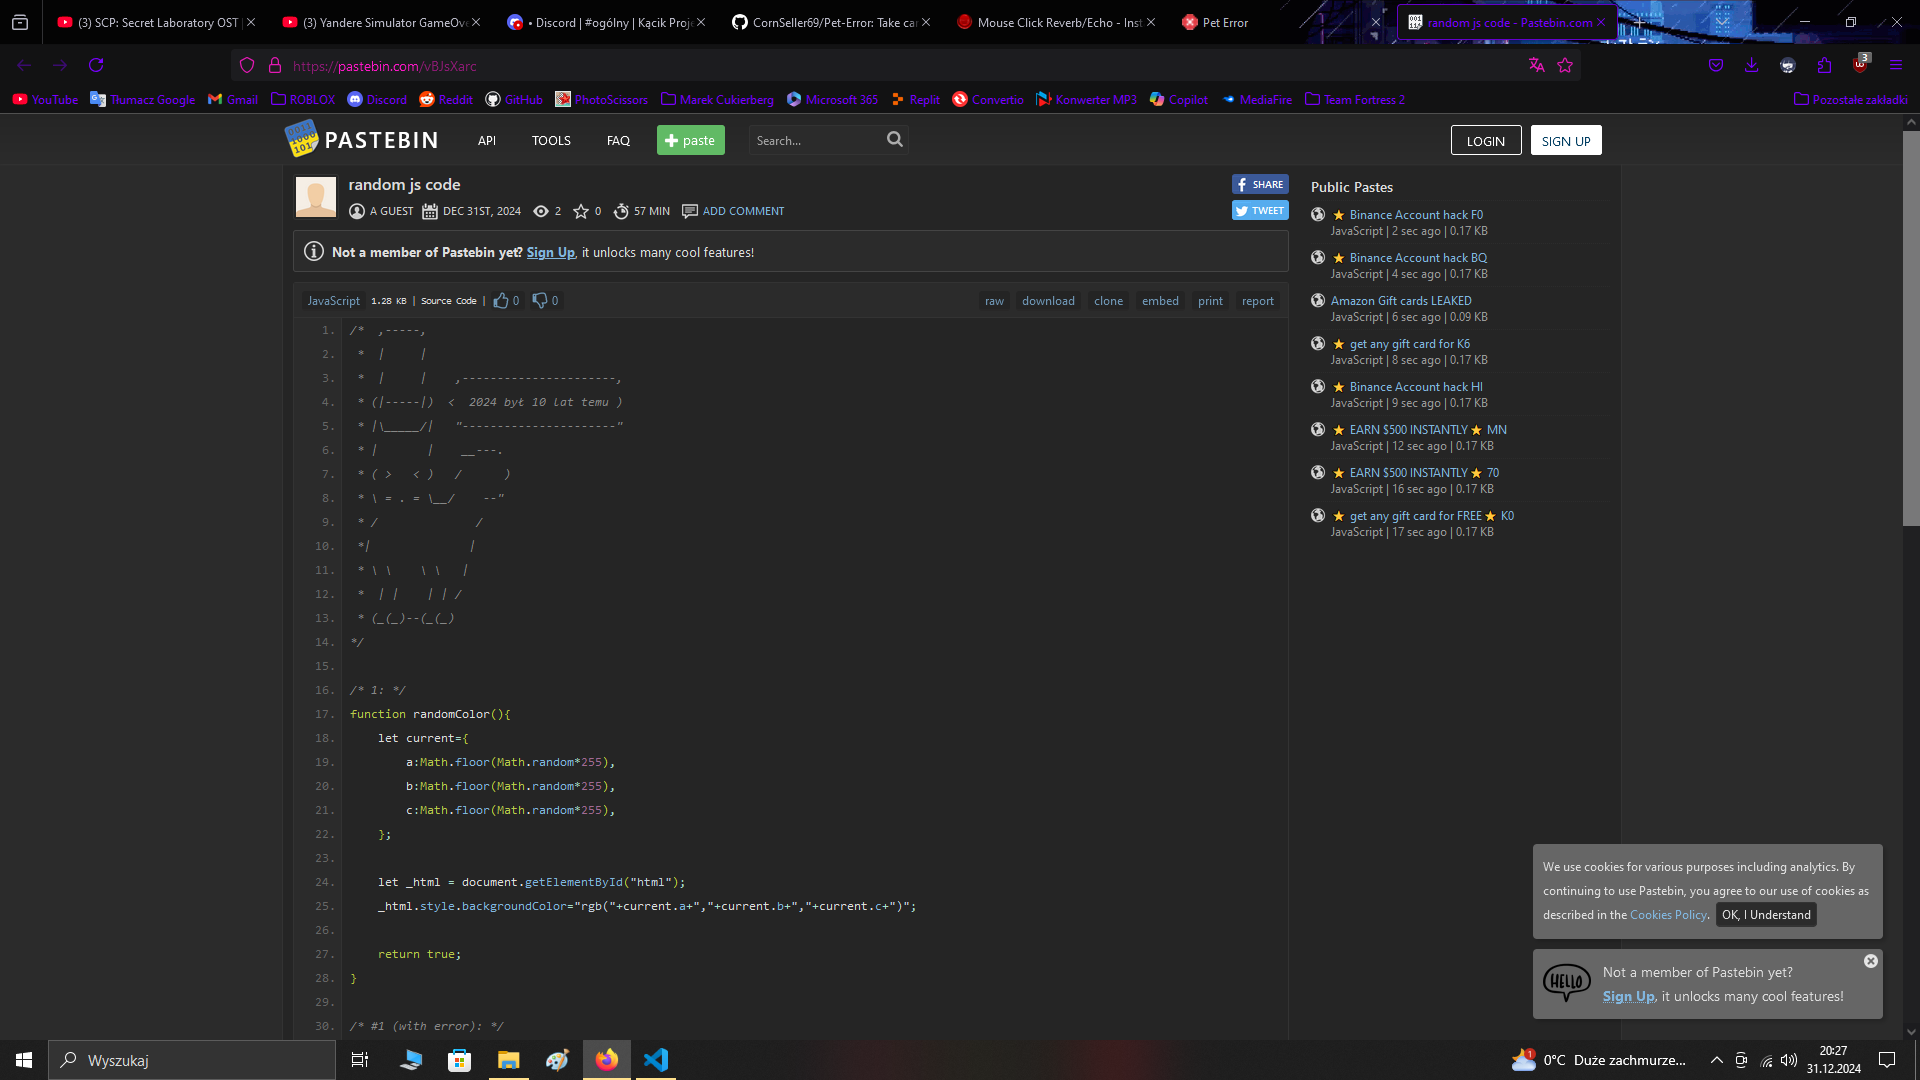 (3) SCP: Secret Laboratory OST |
(3) Yandere Simulator GameOve
• Discord | #ogólny | Kącik Proje
CornSeller69/Pet-Error: Take car
Mouse Click Reverb/Echo - Inst
Pet Error
random js code - Pastebin.com
https://pastebin.com/vBJsXarc
3
YouTube
Tłumacz Google
Gmail
ROBLOX
Discord
Reddit
GitHub
PhotoScissors
Marek Cukierberg
Microsoft 365
Replit
Convertio
Konwerter MP3
Copilot
MediaFire
Team Fortress 2
Pozostałe zakładki
PASTEBIN
API
TOOLS
FAQ
paste
Search...
LOGIN
SIGN UP
random js code
A GUEST
DEC 31ST, 2024
2
0
57 MIN
ADD COMMENT
SHARE
TWEET
Not a member of Pastebin yet? Sign Up, it unlocks many cool features!
JavaScript 1.28 KB | Source Code | 0 0
raw
download
clone
embed
print
report
1. /*  ,-----,
2.  *  |     |
3.  *  |     |    ,----------------------,
4.  * (|-----|)  <  2024 był 10 lat temu )
5.  * |\_____/|   "----------------------"
6.  * |       |    __---.
7.  * ( >   < )   /      )
8.  * \ = . = \__/    --"
9.  * /              /
10.  *|              |
11.  * \ \    \ \   |
12.  *  | |    | | /
13.  * (_(_)--(_(_)
14. */
15.
16. /* 1: */
17. function randomColor(){
18.     let current={
19.         a:Math.floor(Math.random*255),
20.         b:Math.floor(Math.random*255),
21.         c:Math.floor(Math.random*255),
22.     };
23.
24.     let _html = document.getElementById("html");
25.     _html.style.backgroundColor="rgb("+current.a+","+current.b+","+current.c+")";
26.
27.     return true;
28. }
29.
30. /* #1 (with error): */
Public Pastes
Binance Account hack F0
JavaScript | 2 sec ago | 0.17 KB
Binance Account hack BQ
JavaScript | 4 sec ago | 0.17 KB
Amazon Gift cards LEAKED
JavaScript | 6 sec ago | 0.09 KB
get any gift card for K6
JavaScript | 8 sec ago | 0.17 KB
Binance Account hack HI
JavaScript | 9 sec ago | 0.17 KB
EARN $500 INSTANTLY ⭐ MN
JavaScript | 12 sec ago | 0.17 KB
EARN $500 INSTANTLY ⭐ 70
JavaScript | 16 sec ago | 0.17 KB
get any gift card for FREE ⭐ K0
JavaScript | 17 sec ago | 0.17 KB
We use cookies for various purposes including analytics. By
continuing to use Pastebin, you agree to our use of cookies as
described in the Cookies Policy. OK, I Understand
HELLO
Not a member of Pastebin yet?
Sign Up, it unlocks many cool features!
Wyszukaj
1
0°C Duże zachmurze...
20:27
31.12.2024